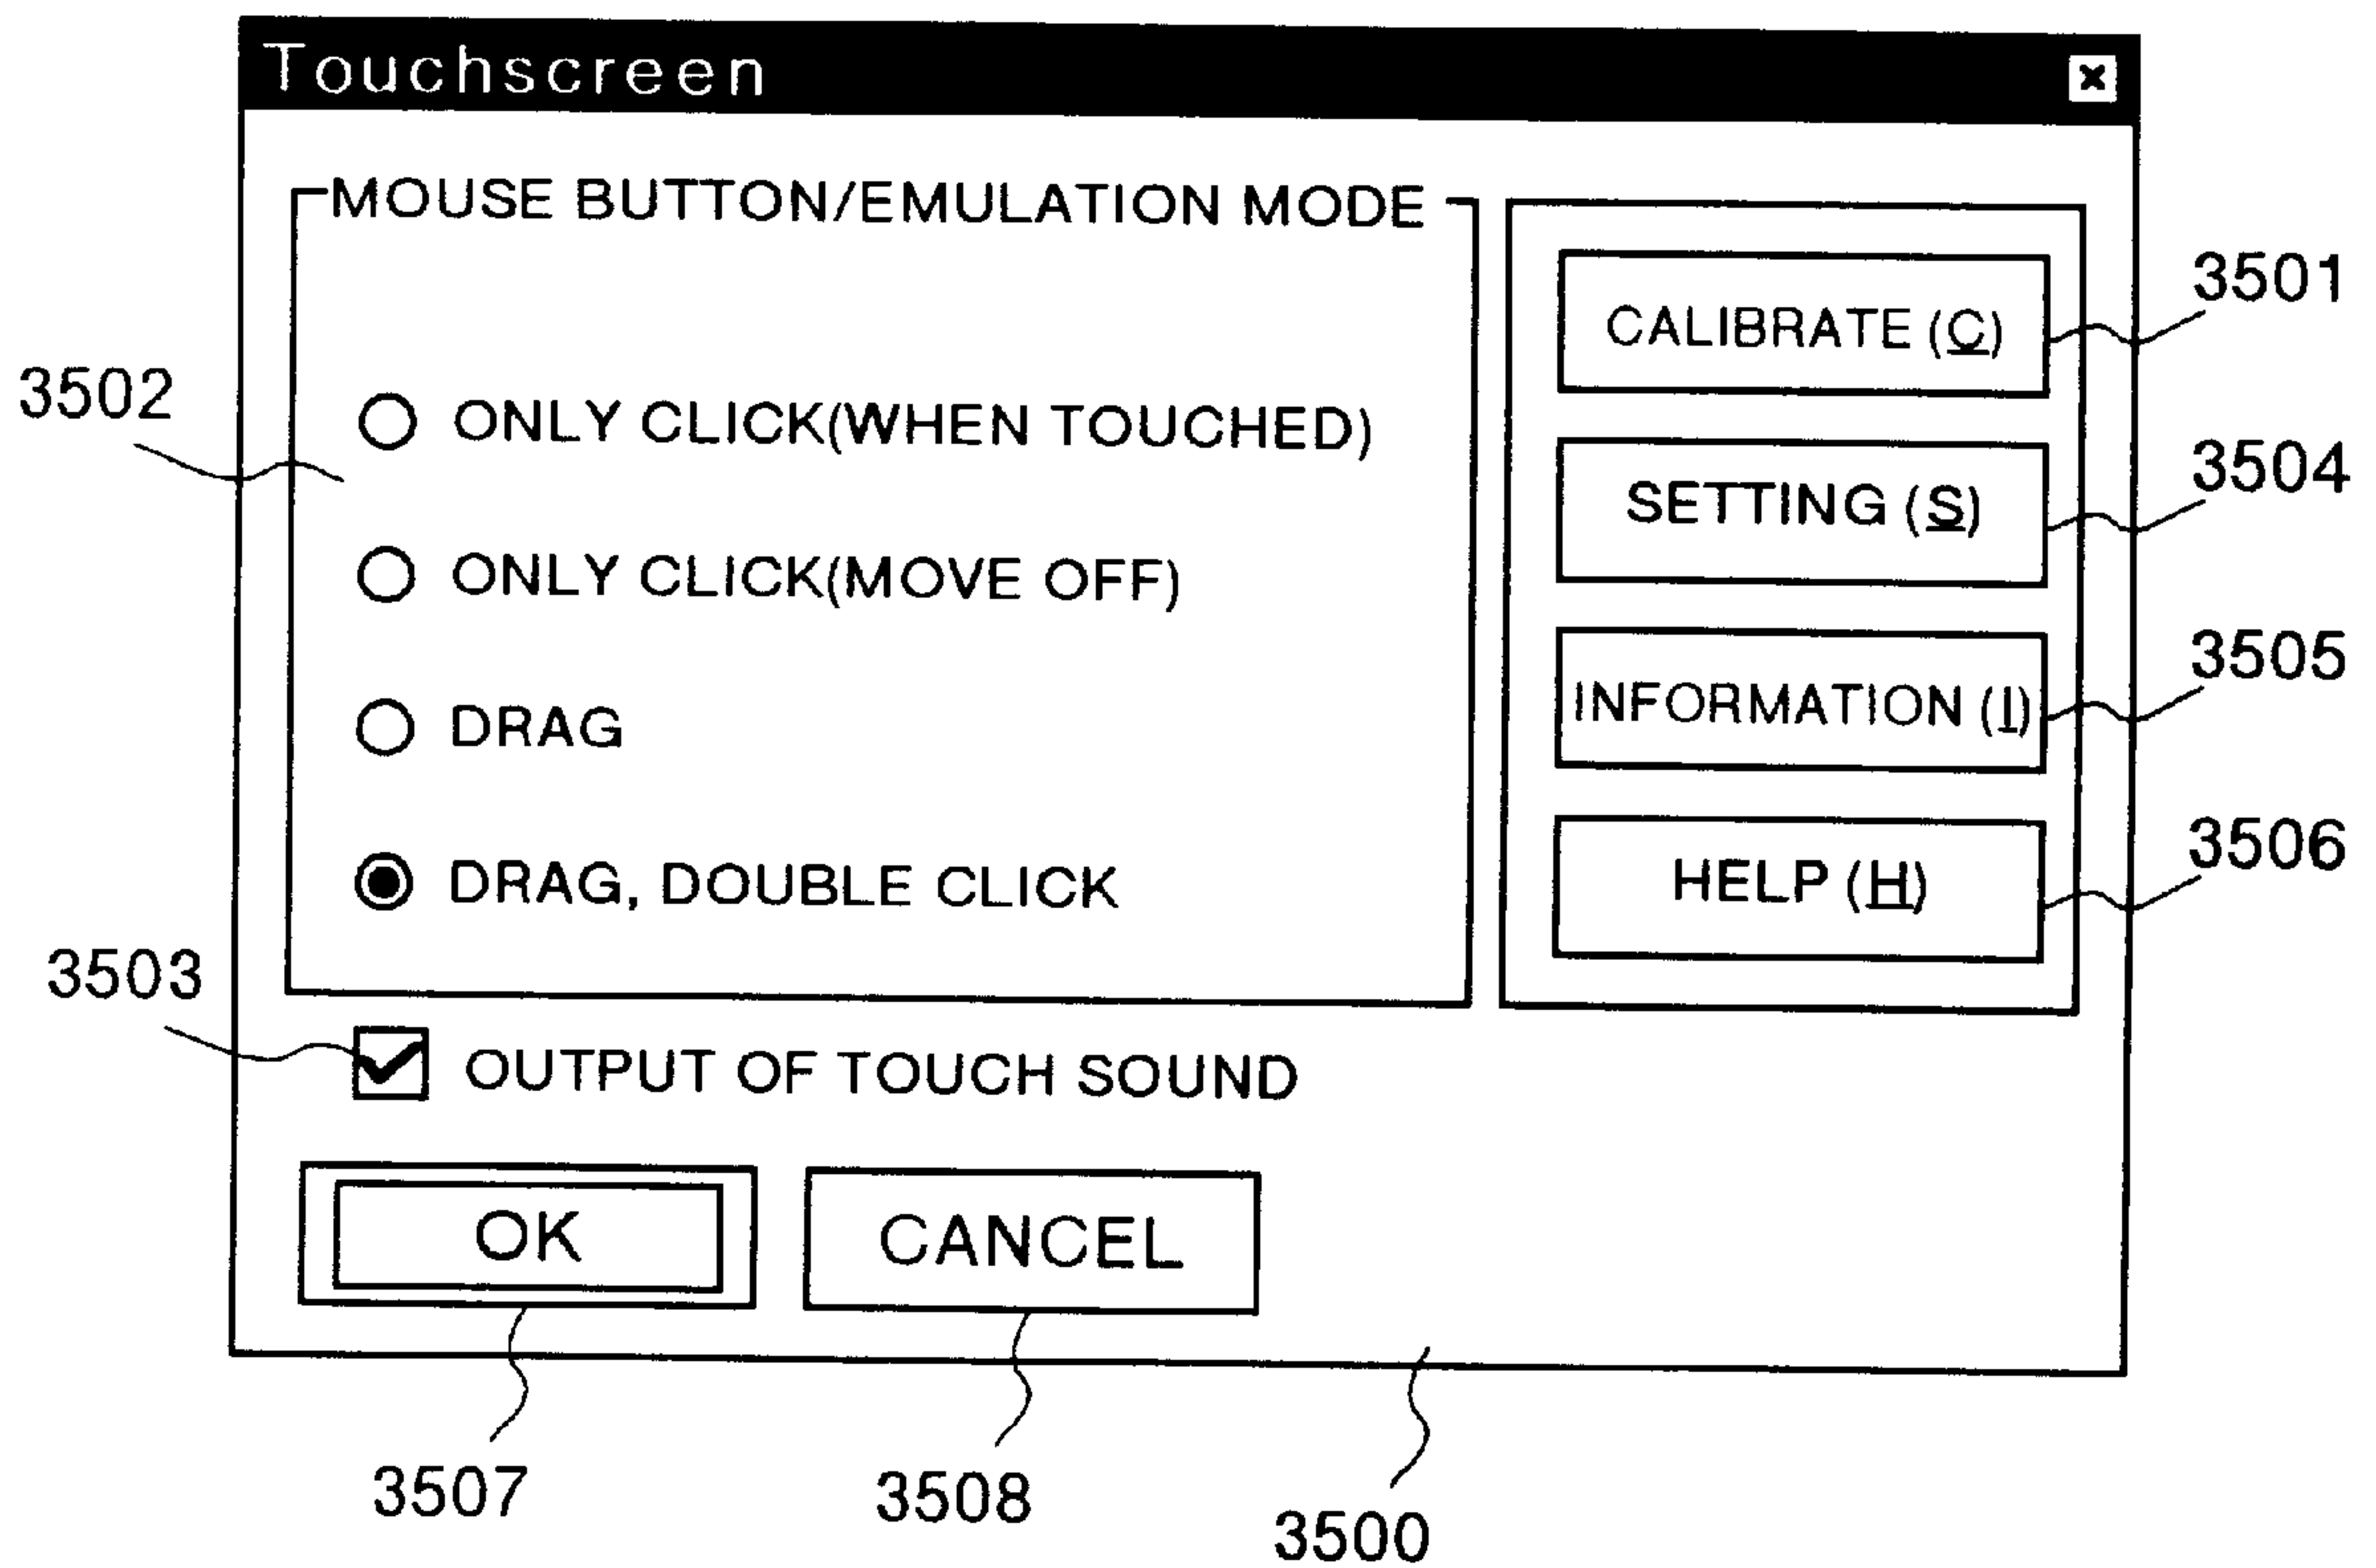 Touchscreen
MOUSE BUTTON/EMULATION MODE
3502
ONLY CLICK(WHEN TOUCHED)
ONLY CLICK(MOVE OFF)
DRAG
DRAG, DOUBLE CLICK
CALIBRATE (C)
3501
SETTING (S)
3504
INFORMATION (I)
3505
HELP (H)
3506
3503
OUTPUT OF TOUCH SOUND
OK
CANCEL
3507
3508
3500